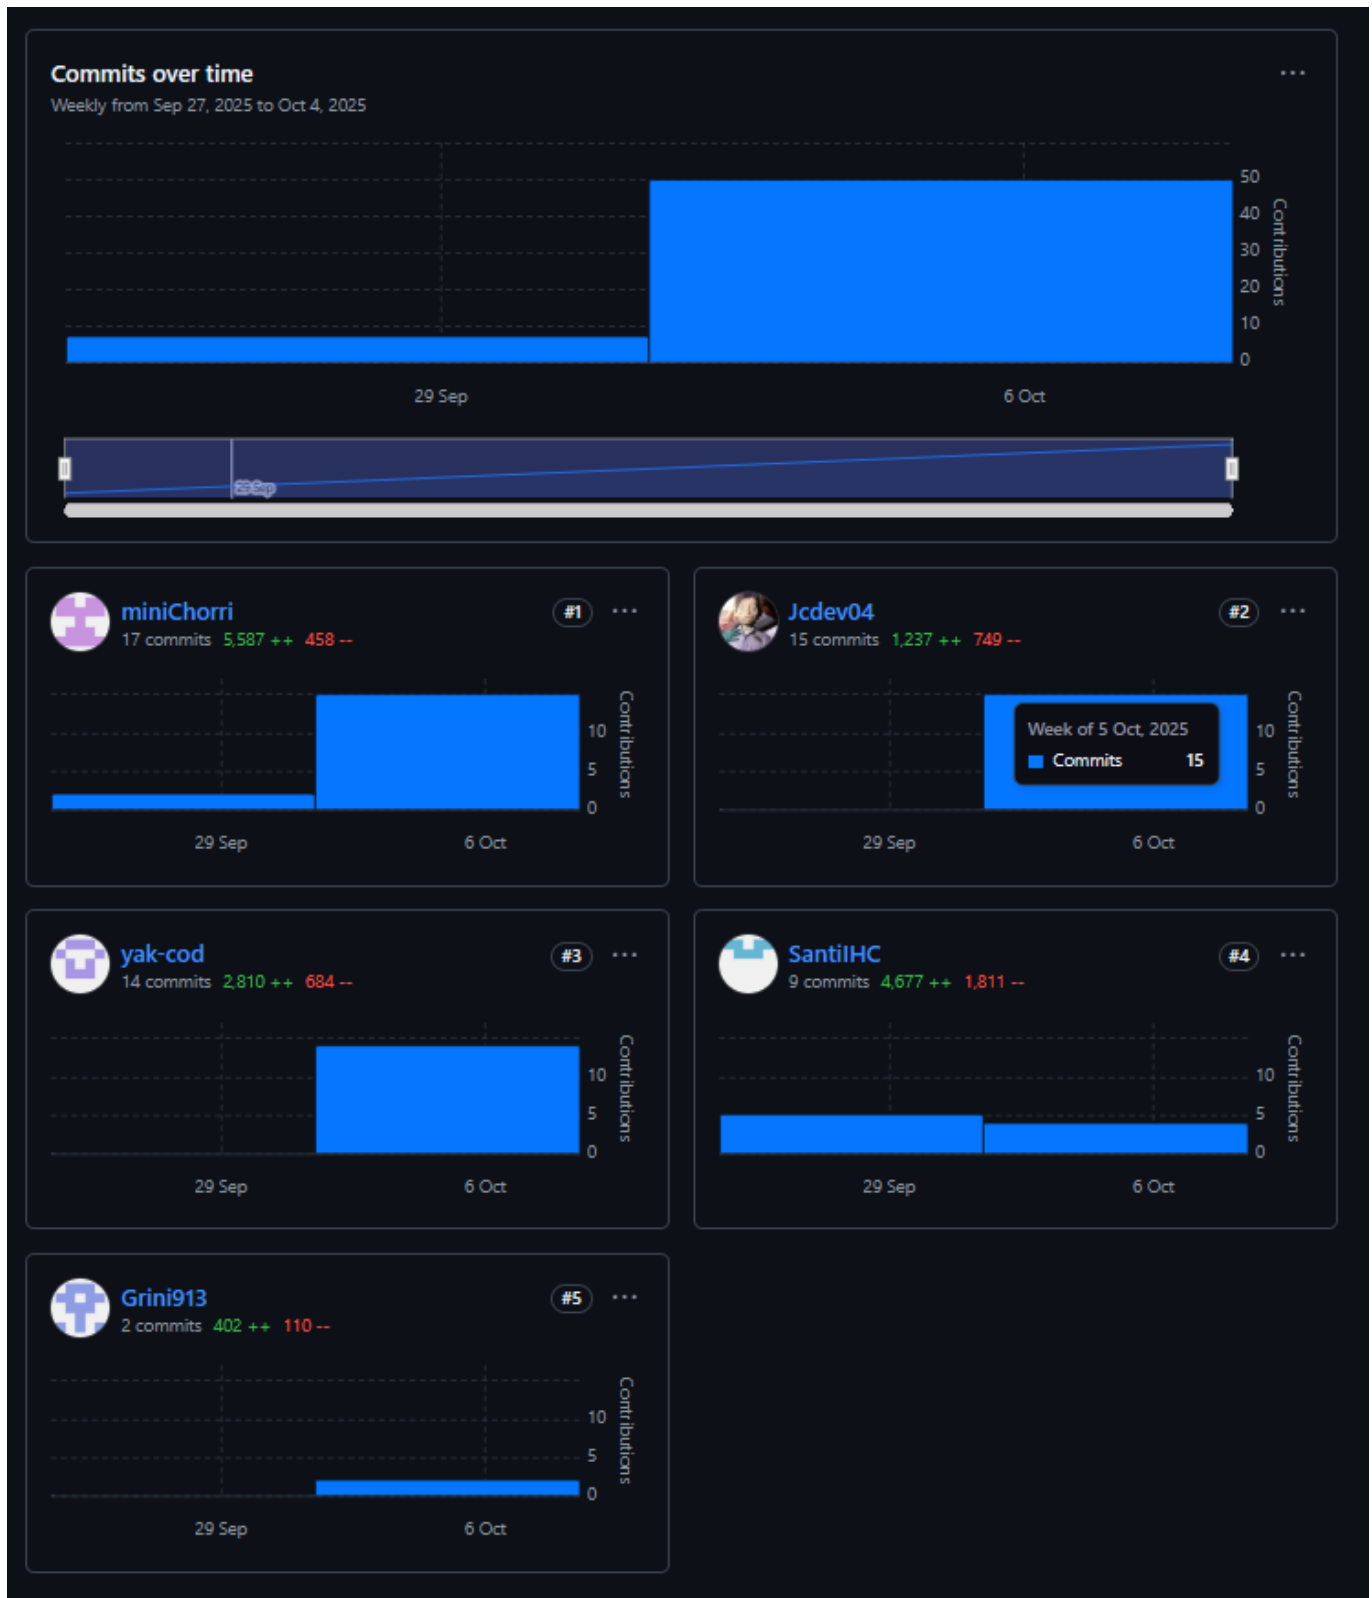 Commits over time
Weekly from Sep 27, 2025 to Oct 4, 2025
50
40
30
20
10
0
Contributions
29 Sep
6 Oct
29 Sep
miniChorri
#1
17 commits 5,587 ++ 458 --
10
5
0
Contributions
29 Sep
6 Oct
Jcdev04
#2
15 commits 1,237 ++ 749 --
Week of 5 Oct, 2025
Commits 15
10
5
0
Contributions
29 Sep
6 Oct
yak-cod
#3
14 commits 2,810 ++ 684 --
10
5
0
Contributions
29 Sep
6 Oct
SantiIHC
#4
9 commits 4,677 ++ 1,811 --
10
5
0
Contributions
29 Sep
6 Oct
Grini913
#5
2 commits 402 ++ 110 --
10
5
0
Contributions
29 Sep
6 Oct